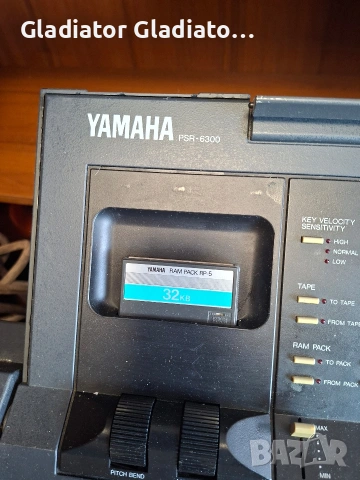 Gladiator Gladiato...
YAMAHA PSR-6300
YAMAHA RAM PACK RP-5
32KB
KEY VELOCITY
SENSITIVITY
HIGH
NORMAL
LOW
TAPE
TO TAPE
FROM TAPE
RAM PACK
TO PACK
FROM PACK
MAX
MIN
PITCH BEND
BAZAR